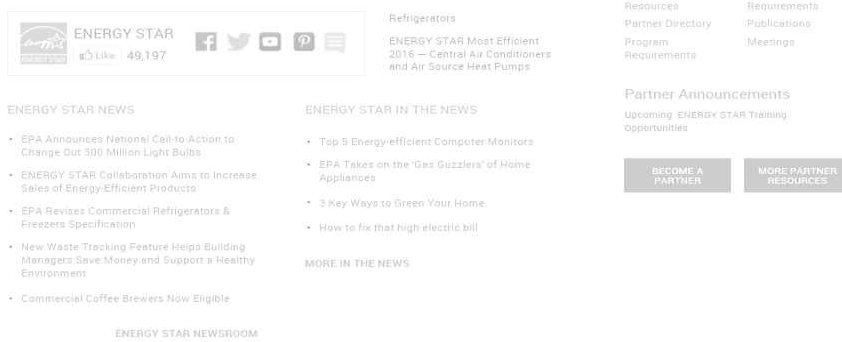 ENERGY STAR
Like 49,197
ENERGY STAR
Refrigerators
ENERGY STAR Most Efficient
2016 — Central Air Conditioners
and Air Source Heat Pumps
Resources
Partner Directory
Program
Requirements
Requirements
Publications
Meetings
Partner Announcements
Upcoming ENERGY STAR Training
Opportunities
BECOME A
PARTNER
MORE PARTNER
RESOURCES
ENERGY STAR NEWS
• EPA Announces National Call-to Action to
Change Out 300 Million Light Bulbs
• ENERGY STAR Collaboration Aims to Increase
Sales of Energy-Efficient Products
• EPA Revises Commercial Refrigerators &
Freezers Specification
• New Waste Tracking Feature Helps Building
Managers Save Money and Support a Healthy
Environment
• Commercial Coffee Brewers Now Eligible
ENERGY STAR NEWSROOM
ENERGY STAR IN THE NEWS
• Top 5 Energy-efficient Computer Monitors
• EPA Takes on the 'Gas Guzzlers' of Home
Appliances
• 3 Key Ways to Green Your Home
• How to fix that high electric bill
MORE IN THE NEWS